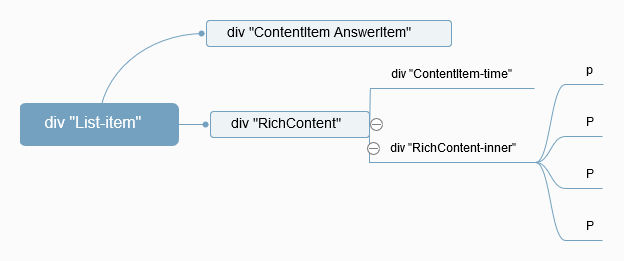 div "ContentItem AnswerItem"
div "List-item"
div "RichContent"
div "ContentItem-time"
div "RichContent-inner"
p
P
P
P